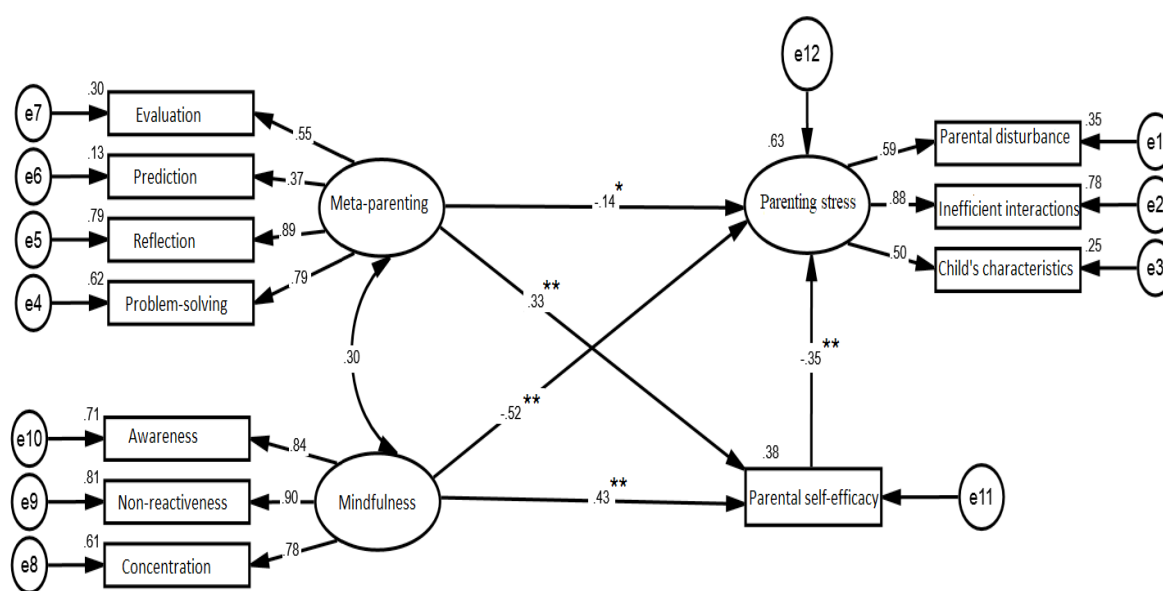 e12
.30
e7
Evaluation
.55
.63
.35
Parental disturbance
.59
e1
.13
e6
Prediction
.37
Meta-parenting
-.14*
Parenting stress
.78
.88
Inefficient interactions
e2
.79
e5
Reflection
.89
.25
.50
Child's characteristics
e3
.62
e4
Problem-solving
.79
.33**
.30
-.35**
.71
e10
Awareness
.84
-.52**
.38
.81
e9
Non-reactiveness
.90
Mindfulness
.43**
Parental self-efficacy
e11
.61
e8
Concentration
.78